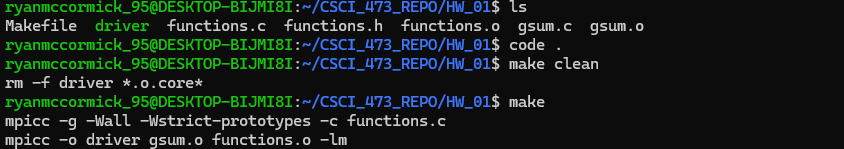 ryanmccormick_95@DESKTOP-BIJMI8I:~/CSCI_473_REPO/HW_01$ ls
Makefile driver functions.c functions.h functions.o gsum.c gsum.o
ryanmccormick_95@DESKTOP-BIJMI8I:~/CSCI_473_REPO/HW_01$ code .
ryanmccormick_95@DESKTOP-BIJMI8I:~/CSCI_473_REPO/HW_01$ make clean
rm -f driver *.o.core*
ryanmccormick_95@DESKTOP-BIJMI8I:~/CSCI_473_REPO/HW_01$ make
mpicc -g -Wall -Wstrict-prototypes -c functions.c
mpicc -o driver gsum.o functions.o -lm